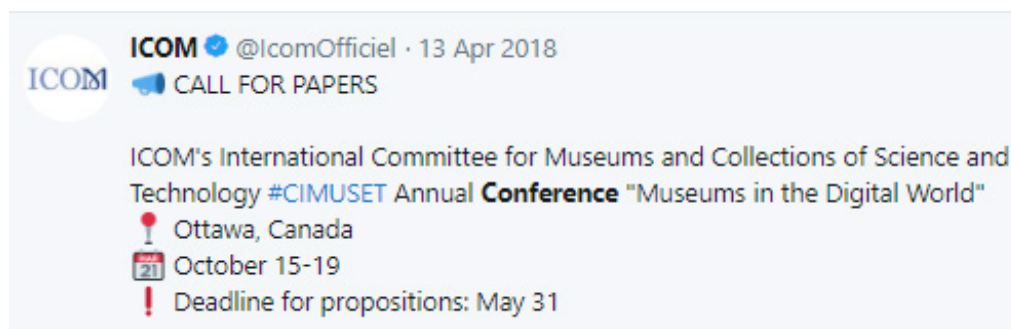 ICOM @IcomOfficiel · 13 Apr 2018
ICOM
CALL FOR PAPERS
ICOM's International Committee for Museums and Collections of Science and
Technology #CIMUSET Annual Conference "Museums in the Digital World"
Ottawa, Canada
October 15-19
Deadline for propositions: May 31